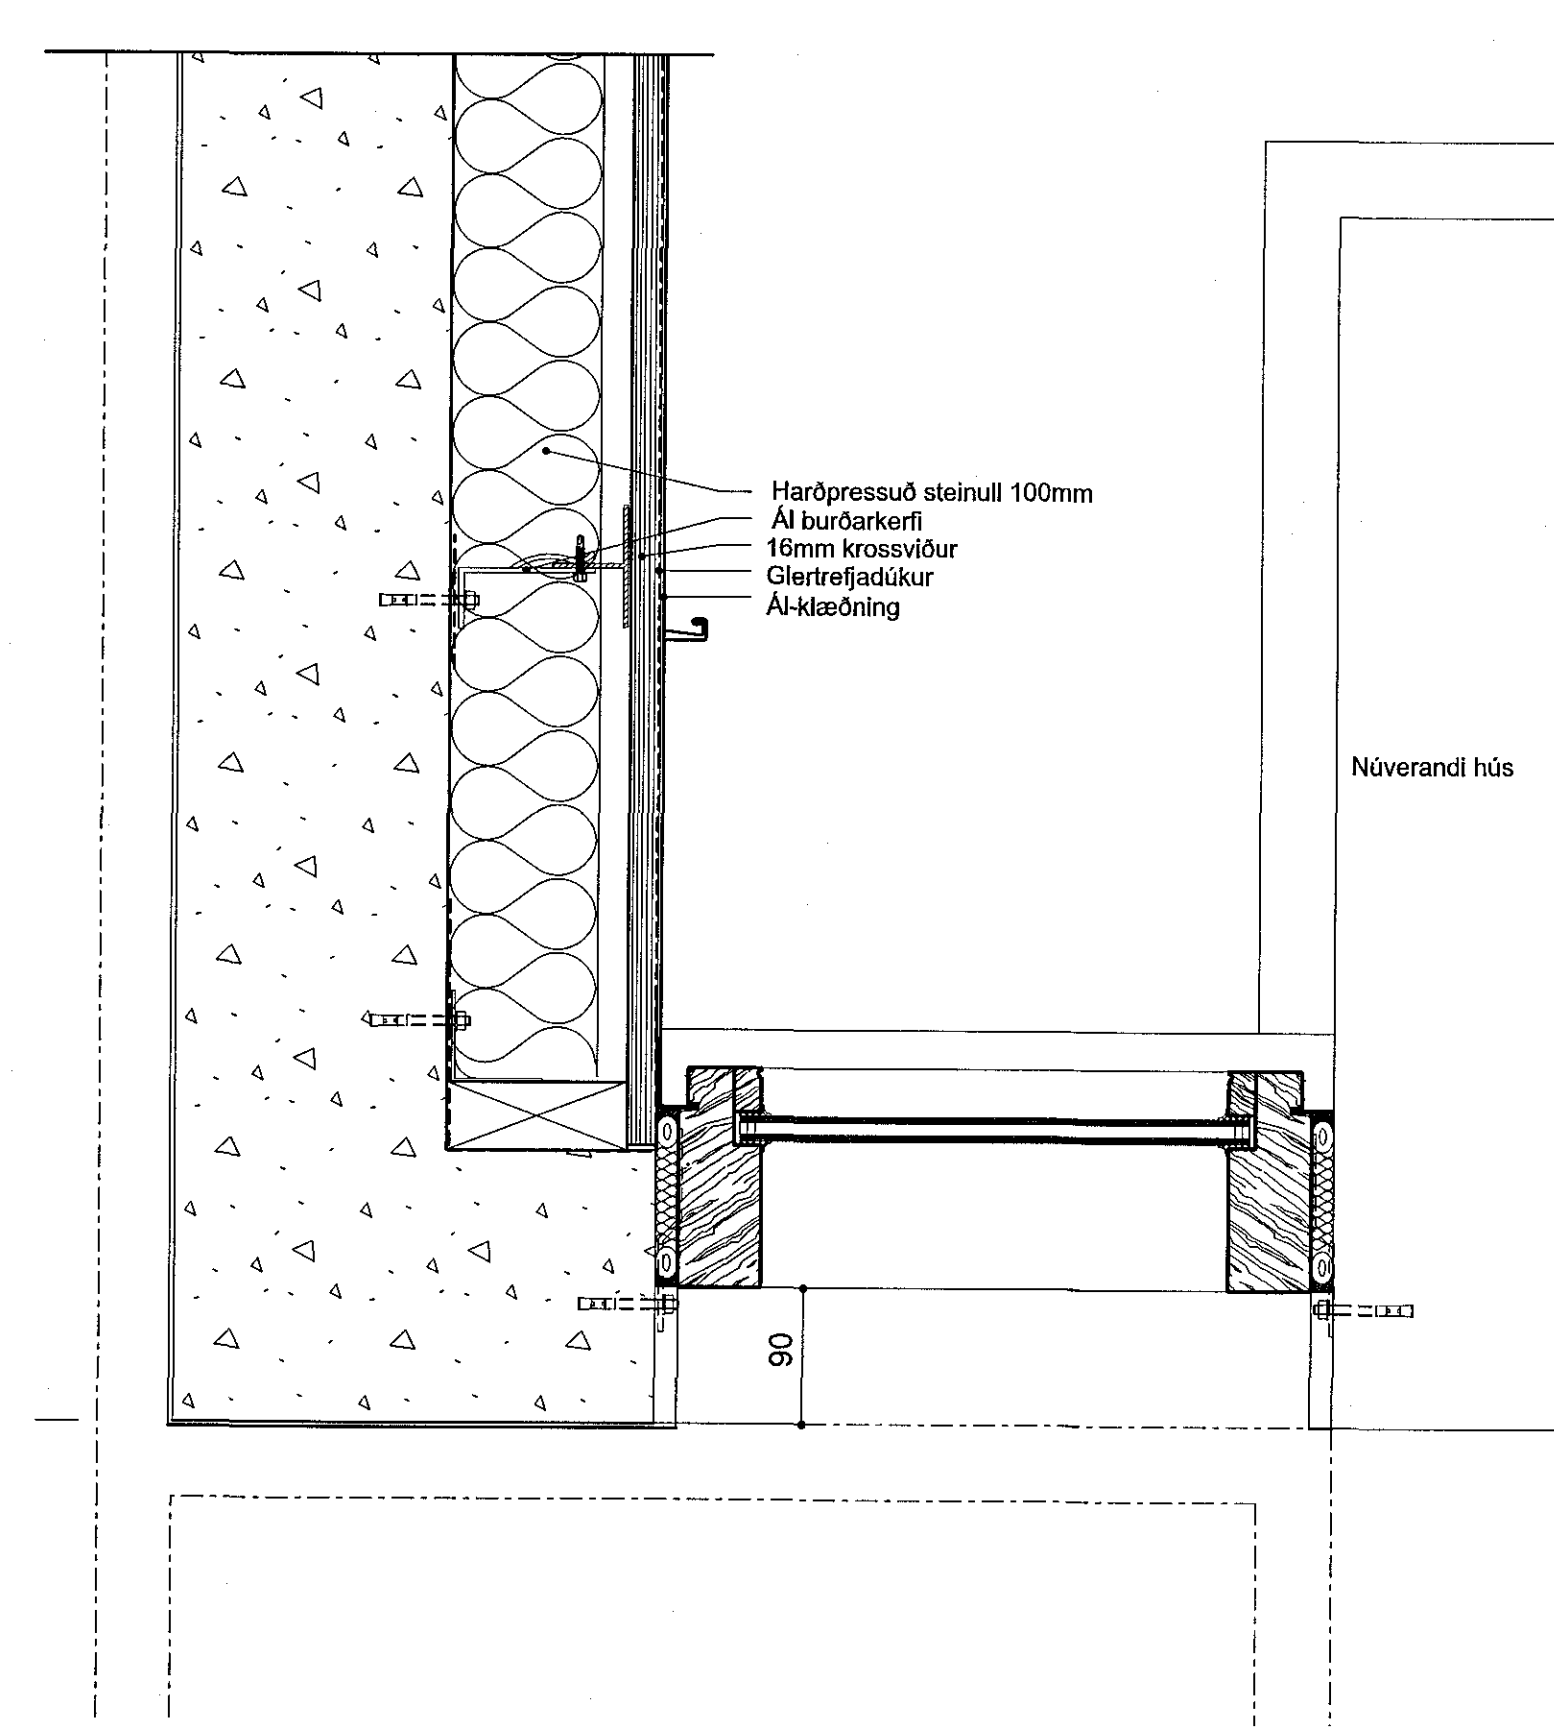 Harðpressuð steinull 100mm
Ál burðarkerfi
16mm krossviður
Glertrefjadúkur
Ál-klæðning
Núverandi hús
90